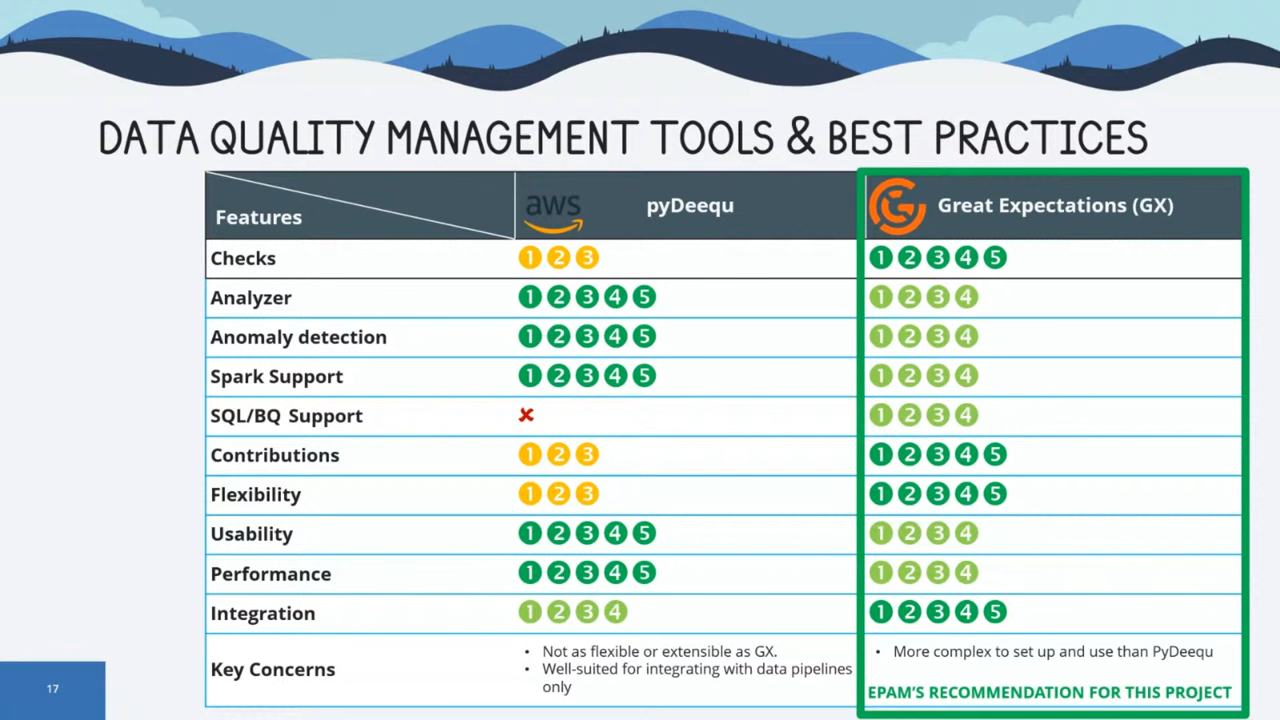 DATA QUALITY MANAGEMENT TOOLS & BEST PRACTICES
Features
aws
pyDeequ
Great Expectations (GX)
Checks 1 2 3 1 2 3 4 5
Analyzer 1 2 3 4 5 1 2 3 4
Anomaly detection 1 2 3 4 5 1 2 3 4
Spark Support 1 2 3 4 5 1 2 3 4
SQL/BQ Support ✘ 1 2 3 4
Contributions 1 2 3 1 2 3 4 5
Flexibility 1 2 3 1 2 3 4 5
Usability 1 2 3 4 5 1 2 3 4
Performance 1 2 3 4 5 1 2 3 4
Integration 1 2 3 4 1 2 3 4 5
Key Concerns
• Not as flexible or extensible as GX.
• Well-suited for integrating with data pipelines
only
• More complex to set up and use than PyDeequ
EPAM'S RECOMMENDATION FOR THIS PROJECT
17